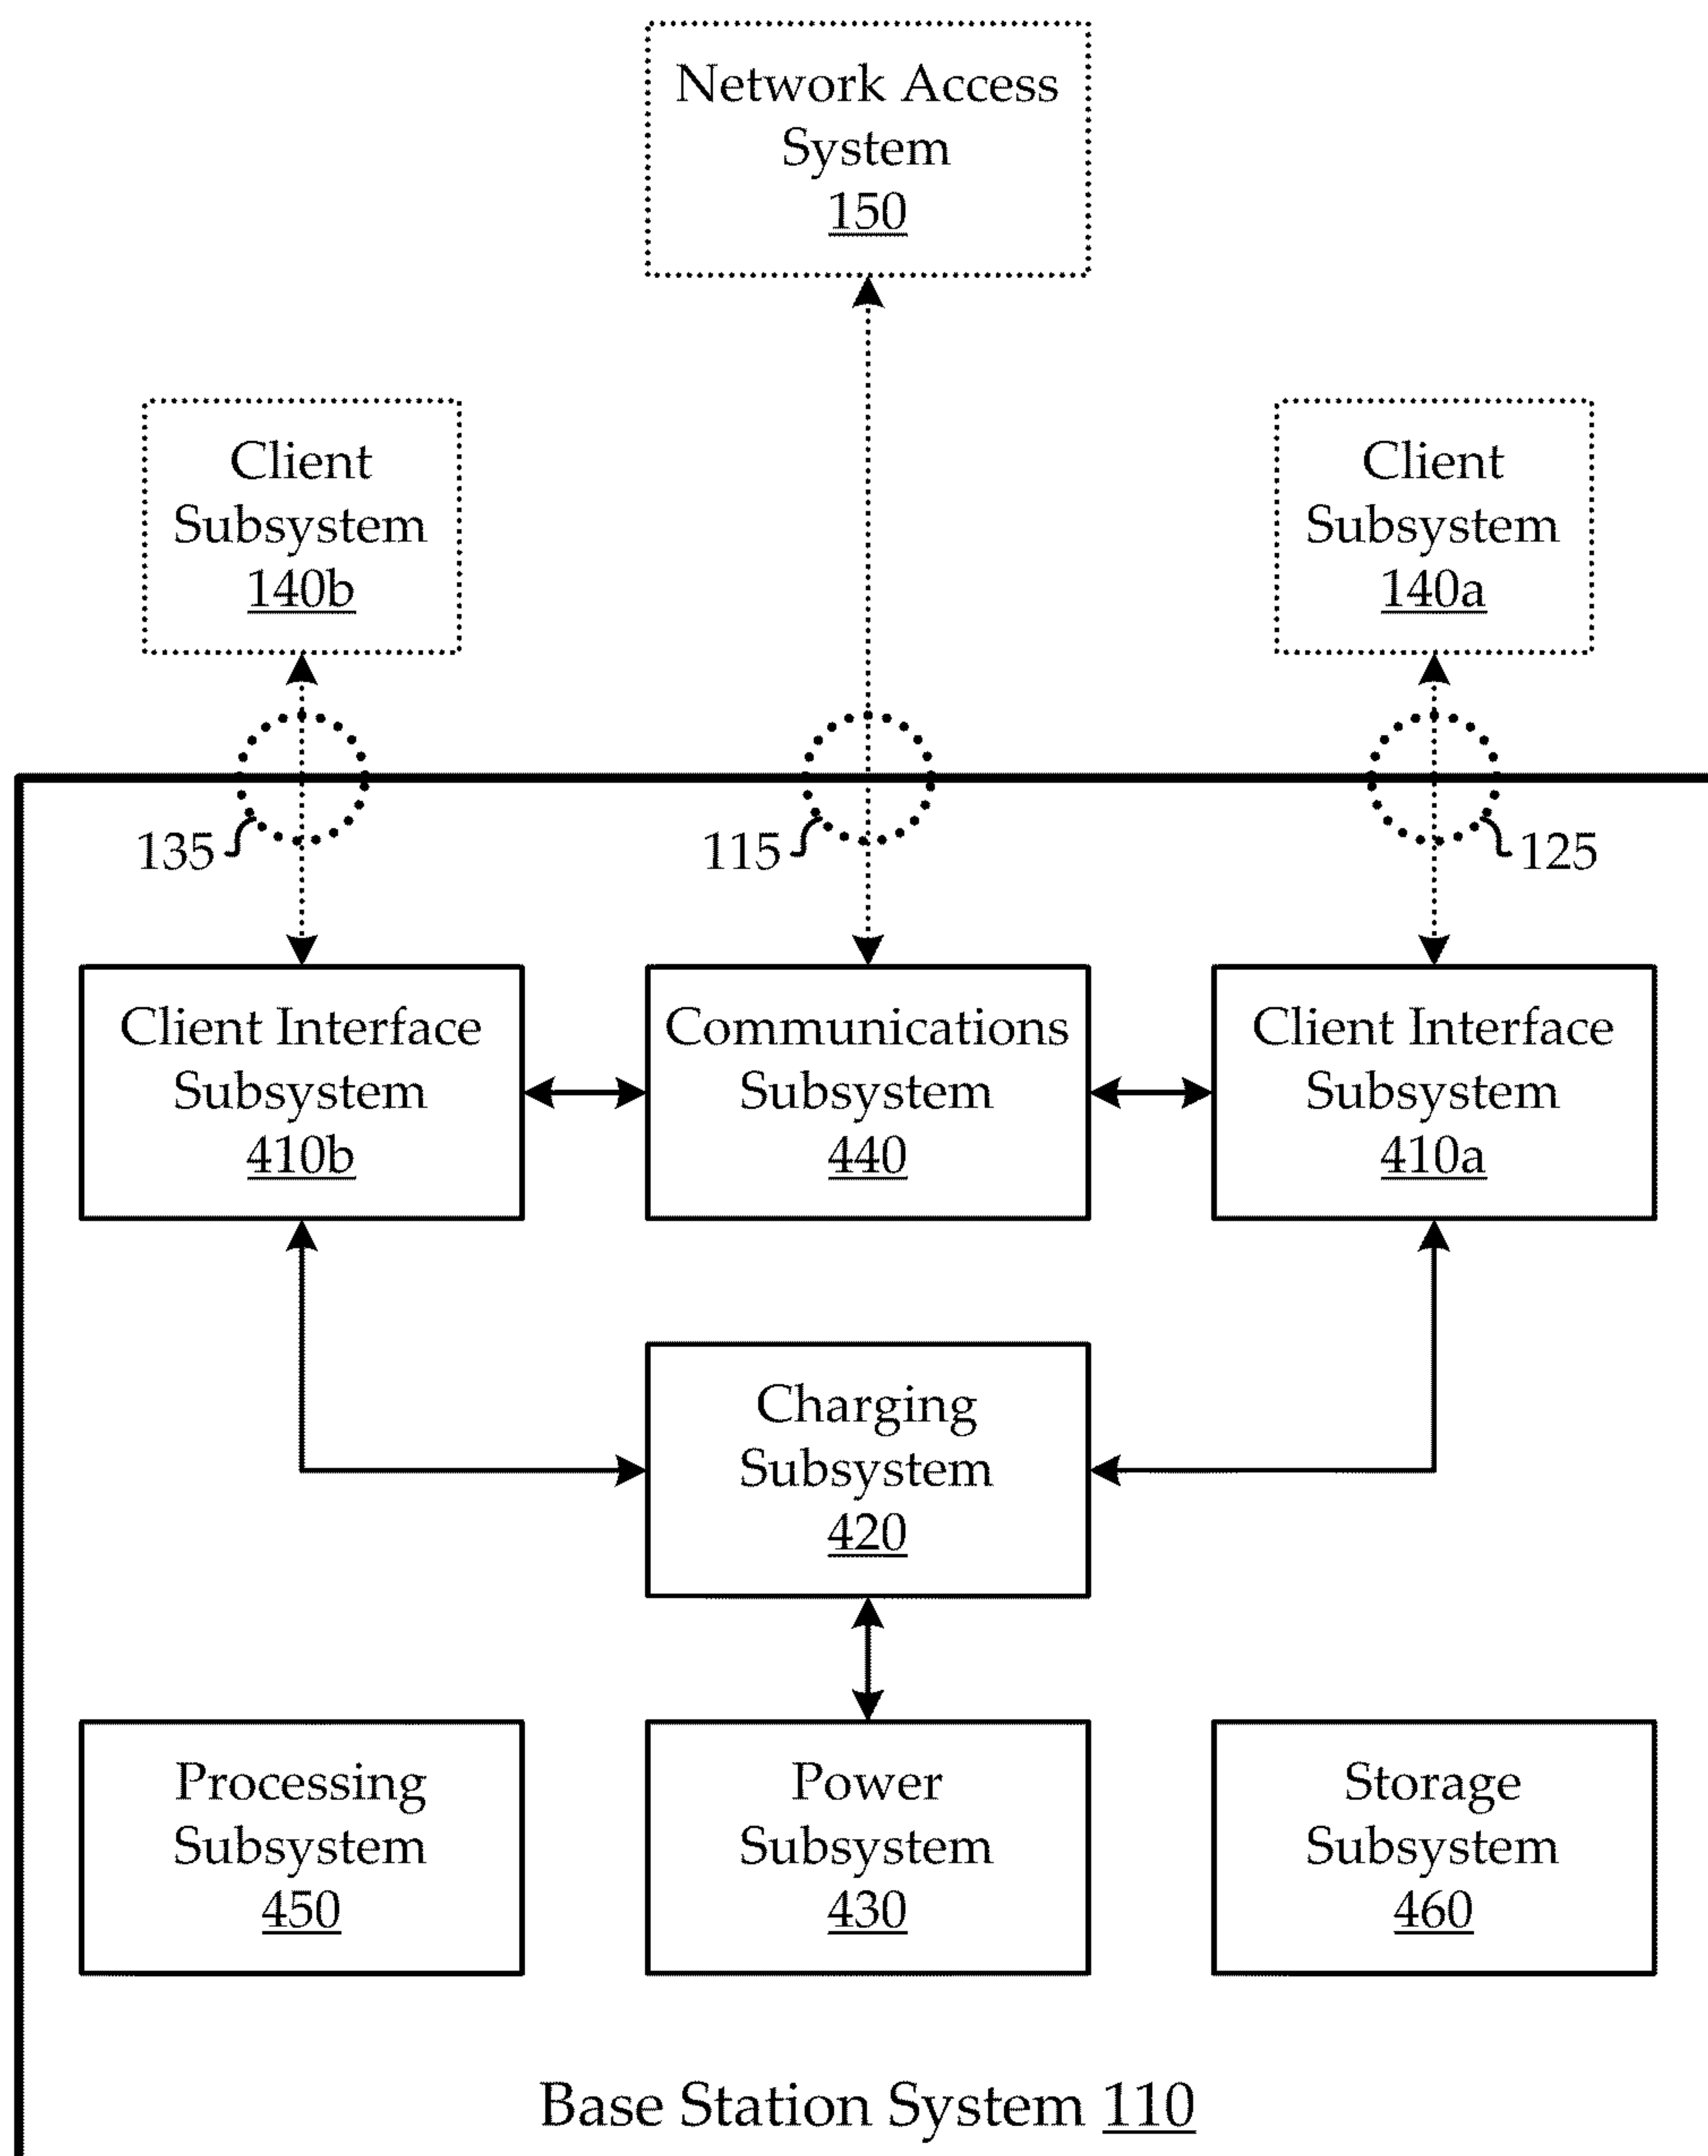 Network Access
System
150
Client
Subsystem
140b
Client
Subsystem
140a
135
115
125
Client Interface
Subsystem
410b
Communications
Subsystem
440
Client Interface
Subsystem
410a
Charging
Subsystem
420
Processing
Subsystem
450
Power
Subsystem
430
Storage
Subsystem
460
Base Station System 110